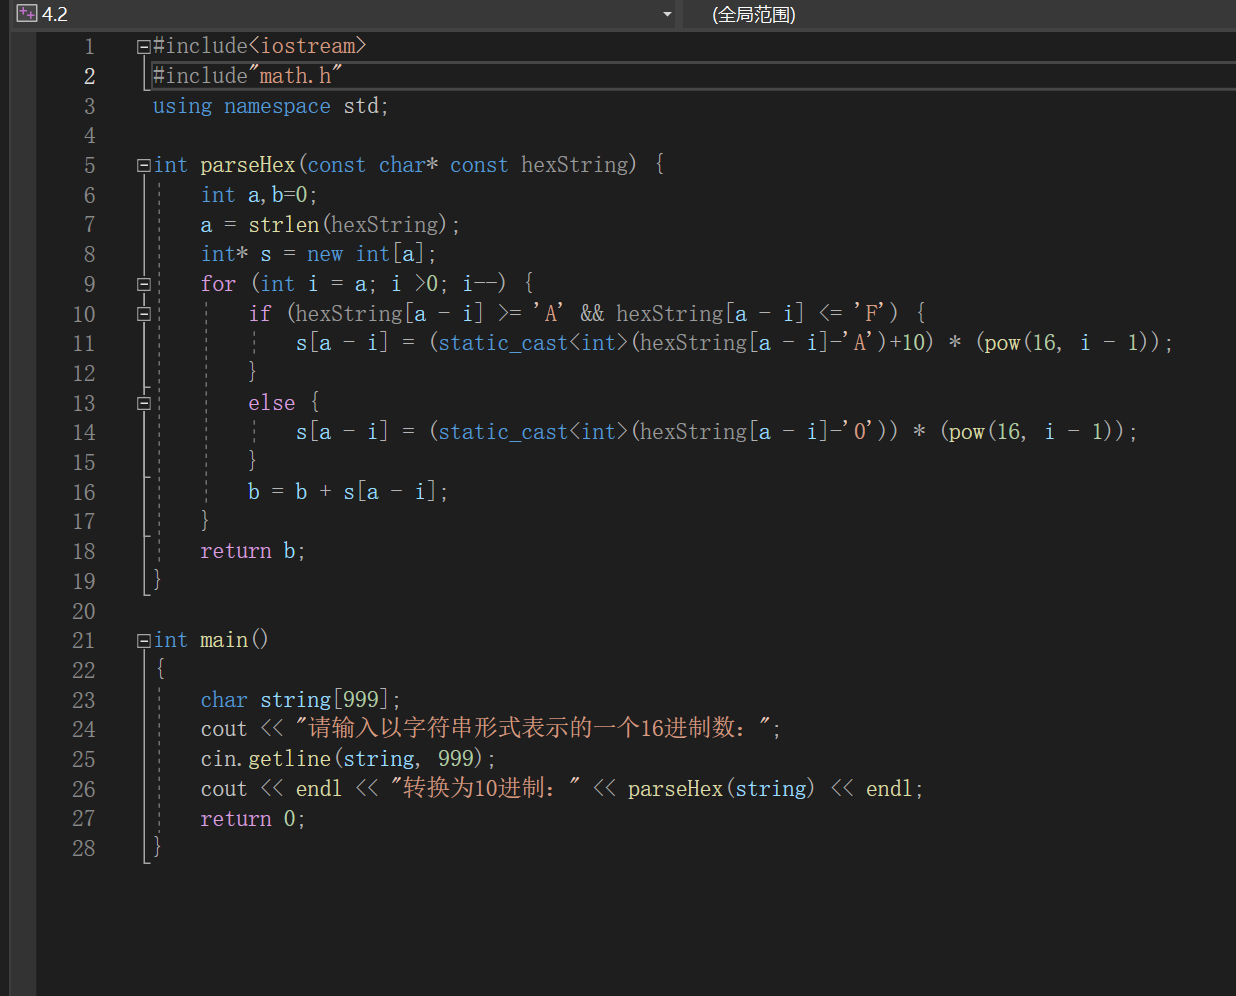 4.2
(全局范围)
1 #include<iostream>
2 #include"math.h"
3 using namespace std;
4
5 int parseHex(const char* const hexString) {
6 int a,b=0;
7 a = strlen(hexString);
8 int* s = new int[a];
9 for (int i = a; i >0; i--) {
10 if (hexString[a - i] >= 'A' && hexString[a - i] <= 'F') {
11 s[a - i] = (static_cast<int>(hexString[a - i]-'A')+10) * (pow(16, i - 1));
12 }
13 else {
14 s[a - i] = (static_cast<int>(hexString[a - i]-'0')) * (pow(16, i - 1));
15 }
16 b = b + s[a - i];
17 }
18 return b;
19 }
20
21 int main()
22 {
23 char string[999];
24 cout << "请输入以字符串形式表示的一个16进制数：";
25 cin.getline(string, 999);
26 cout << endl << "转换为10进制：" << parseHex(string) << endl;
27 return 0;
28 }